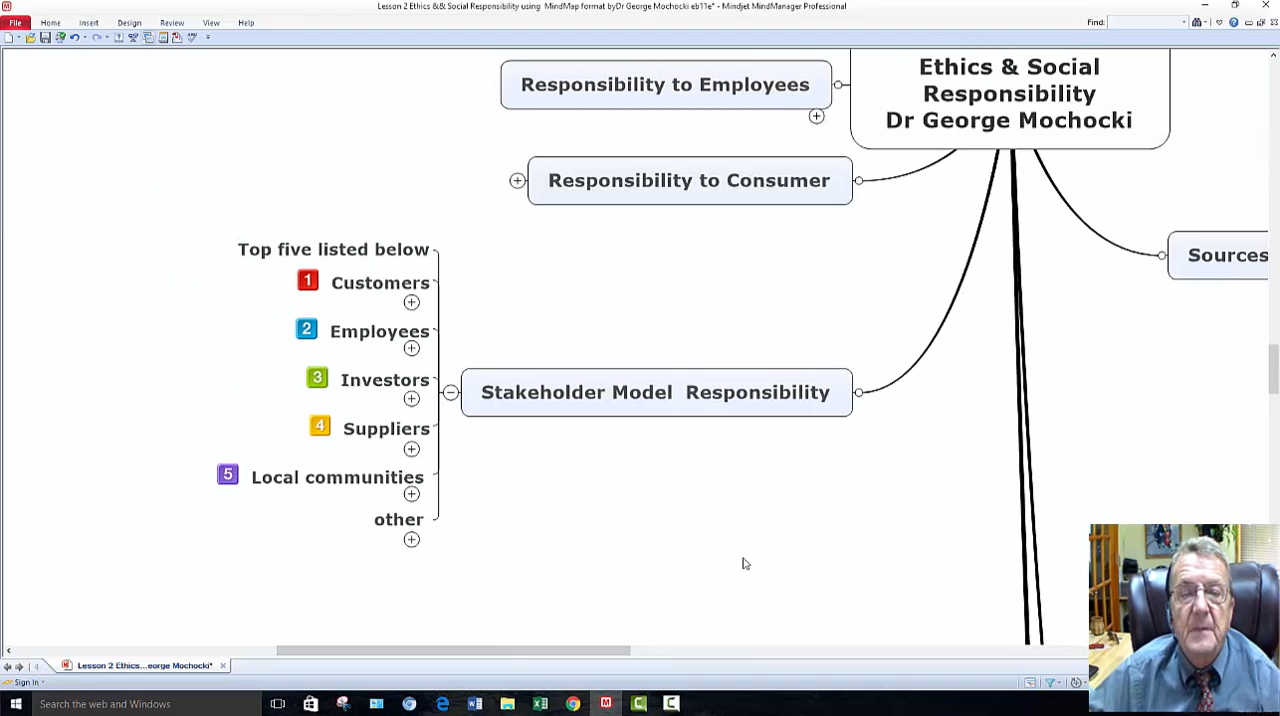 Lesson 2 Ethics && Social Responsibility using MindMap format byDr George Mochocki eb11e* - Mindjet MindManager Professional
File Home Insert Design Review View Help
Find:
Responsibility to Employees
Ethics & Social
Responsibility
Dr George Mochocki
Responsibility to Consumer
Sources
Top five listed below
1 Customers
2 Employees
3 Investors
4 Suppliers
5 Local communities
other
Stakeholder Model Responsibility
Lesson 2 Ethics...eorge Mochocki*
Sign In
Search the web and Windows